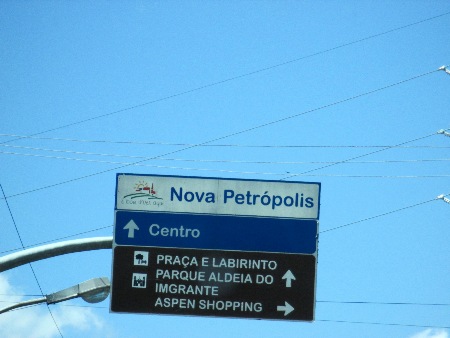 Nova Petrópolis
Centro
PRAÇA E LABIRINTO
PARQUE ALDEIA DO
IMGRANTE
ASPEN SHOPPING